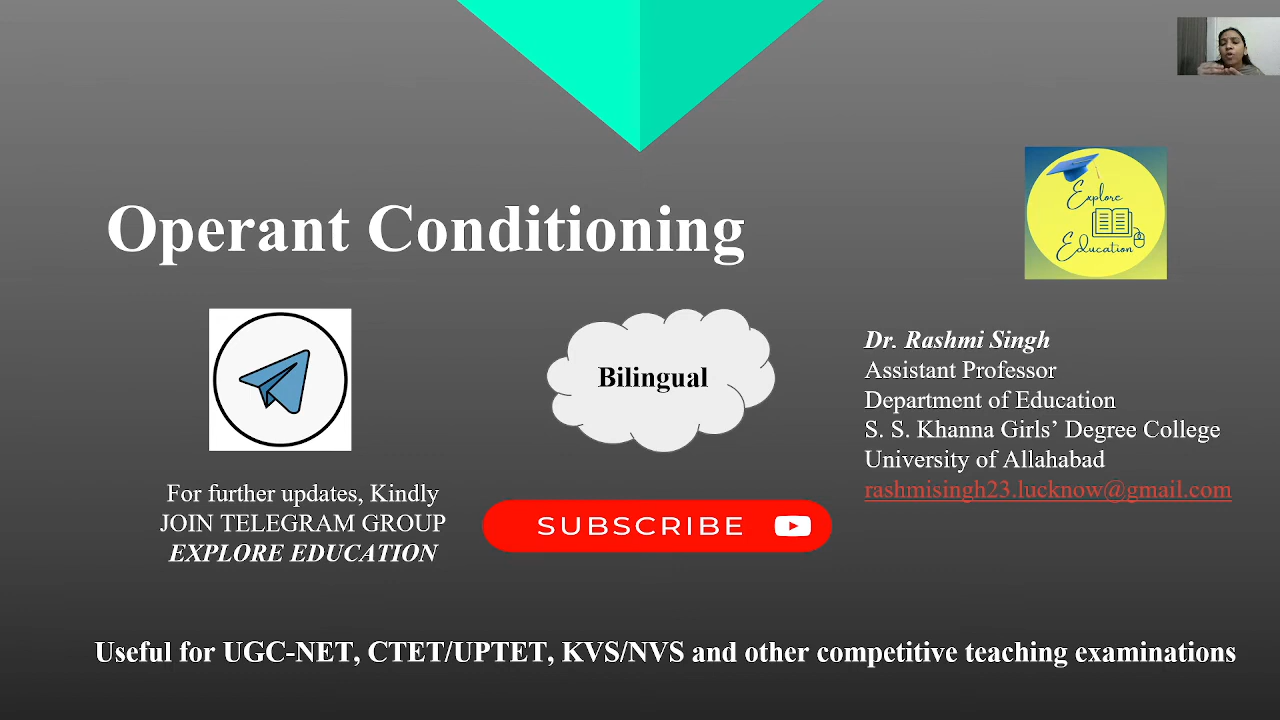 Operant Conditioning
Explore
Education
Bilingual
Dr. Rashmi Singh
Assistant Professor
Department of Education
S. S. Khanna Girls’ Degree College
University of Allahabad
rashmisingh23.lucknow@gmail.com
For further updates, Kindly
JOIN TELEGRAM GROUP
EXPLORE EDUCATION
SUBSCRIBE
Useful for UGC-NET, CTET/UPTET, KVS/NVS and other competitive teaching examinations